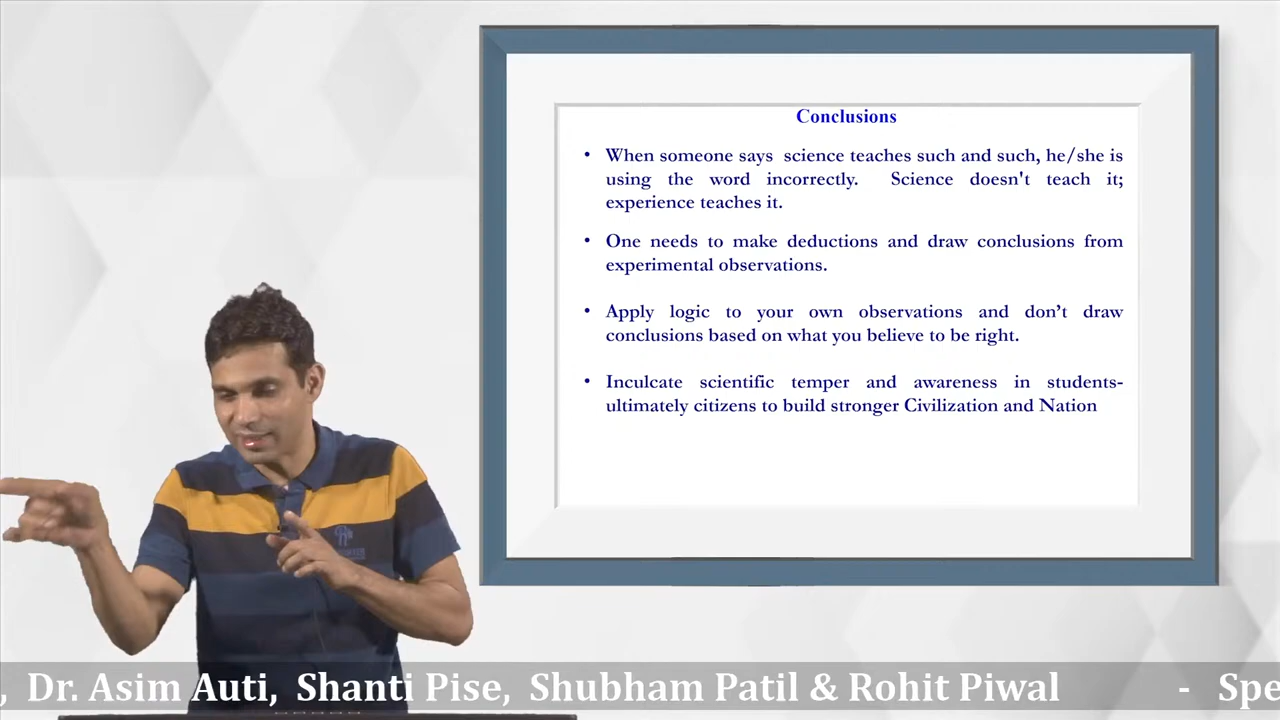 Conclusions
• When someone says science teaches such and such, he/she is
using the word incorrectly. Science doesn't teach it;
experience teaches it.
• One needs to make deductions and draw conclusions from
experimental observations.
• Apply logic to your own observations and don’t draw
conclusions based on what you believe to be right.
• Inculcate scientific temper and awareness in students-
ultimately citizens to build stronger Civilization and Nation
, Dr. Asim Auti, Shanti Pise, Shubham Patil & Rohit Piwal - Spe